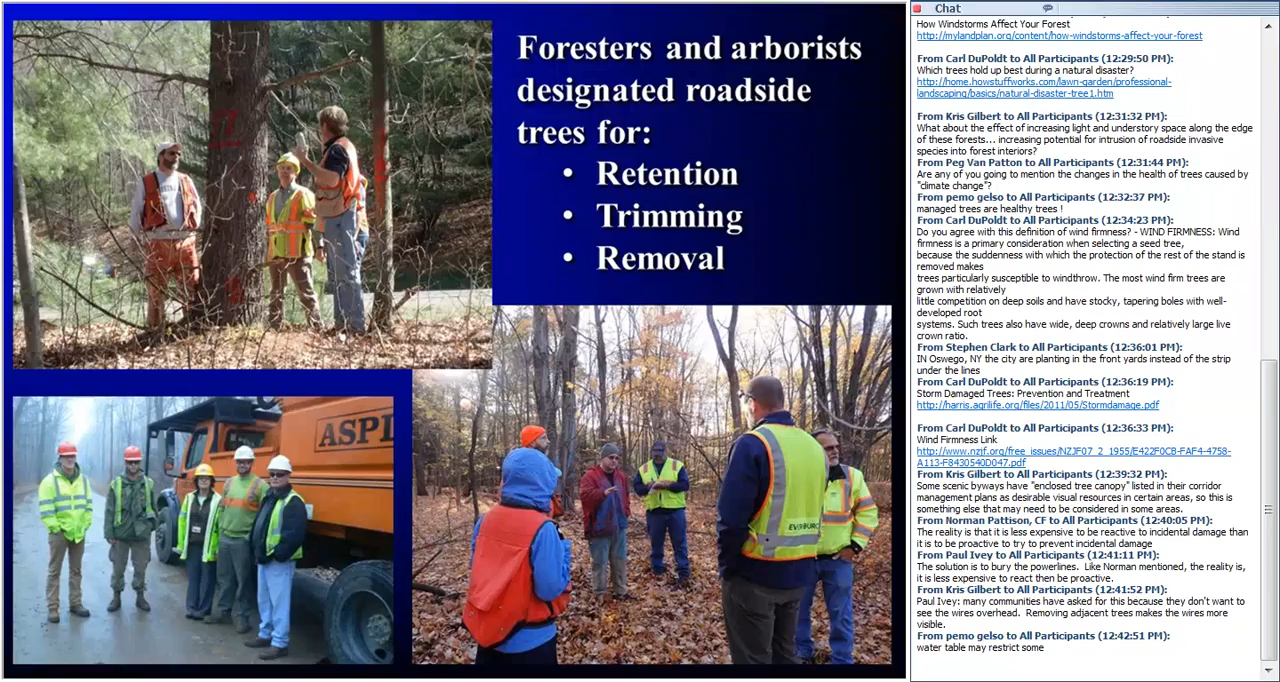 Foresters and arborists
designated roadside
trees for:
• Retention
• Trimming
• Removal
ASPL
Chat
How Windstorms Affect Your Forest
http://mylandplan.org/content/how-windstorms-affect-your-forest
From Carl DuPoldt to All Participants (12:29:50 PM):
Which trees hold up best during a natural disaster?
http://home.howstuffworks.com/lawn-garden/professional-
landscaping/basics/natural-disaster-tree1.htm
From Kris Gilbert to All Participants (12:31:32 PM):
What about the effect of increasing light and understory space along the edge
of these forests... increasing potential for intrusion of roadside invasive
species into forest interiors?
From Peg Van Patton to All Participants (12:31:44 PM):
Are any of you going to mention the changes in the health of trees caused by
"climate change"?
From pemo gelso to All Participants (12:32:37 PM):
managed trees are healthy trees !
From Carl DuPoldt to All Participants (12:34:23 PM):
Do you agree with this definition of wind firmness? - WIND FIRMNESS: Wind
firmness is a primary consideration when selecting a seed tree,
because the suddenness with which the protection of the rest of the stand is
removed makes
trees particularly susceptible to windthrow. The most wind firm trees are
grown with relatively
little competition on deep soils and have stocky, tapering boles with well-
developed root
systems. Such trees also have wide, deep crowns and relatively large live
crown ratio.
From Stephen Clark to All Participants (12:36:01 PM):
IN Oswego, NY the city are planting in the front yards instead of the strip
under the lines
From Carl DuPoldt to All Participants (12:36:19 PM):
Storm Damaged Trees: Prevention and Treatment
http://harris.agrilife.org/files/2011/05/Stormdamage.pdf
From Carl DuPoldt to All Participants (12:36:33 PM):
Wind Firmness Link
http://www.nzjf.org/free_issues/NZJF07_2_1955/E422F0CB-FAF4-4758-
A113-F8430540D047.pdf
From Kris Gilbert to All Participants (12:39:32 PM):
Some scenic byways have "enclosed tree canopy" listed in their corridor
management plans as desirable visual resources in certain areas, so this is
something else that may need to be considered in some areas.
From Norman Pattison, CF to All Participants (12:40:05 PM):
The reality is that it is less expensive to be reactive to incidental damage than
it is to be proactive to try to prevent incidental damage
From Paul Ivey to All Participants (12:41:11 PM):
The solution is to bury the powerlines. Like Norman mentioned, the reality is,
it is less expensive to react then be proactive.
From Kris Gilbert to All Participants (12:41:52 PM):
Paul Ivey: many communities have asked for this because they don't want to
see the wires overhead. Removing adjacent trees makes the wires more
visible.
From pemo gelso to All Participants (12:42:51 PM):
water table may restrict some